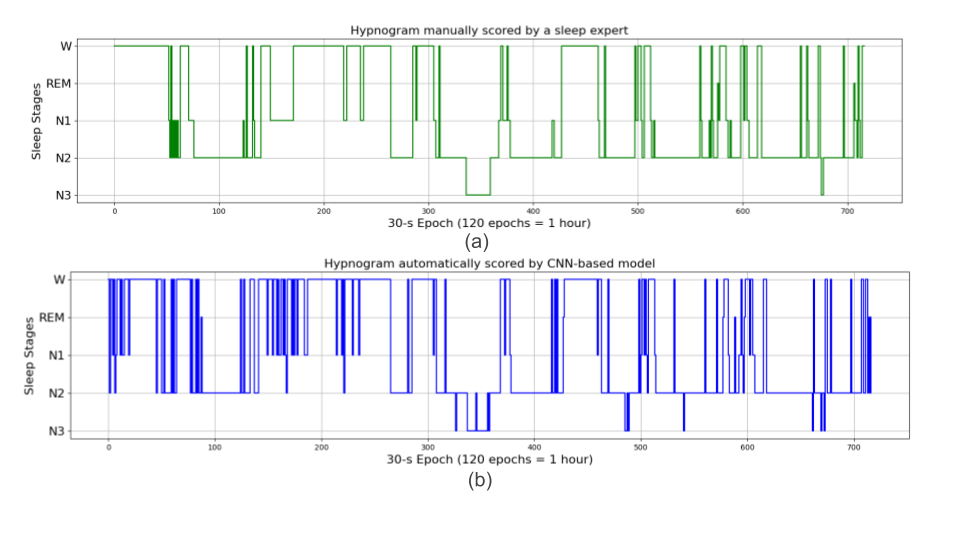 Hypnogram manually scored by a sleep expert
W
REM
N1
N2
N3
Sleep Stages
0 100 200 300 400 500 600 700
30-s Epoch (120 epochs = 1 hour)
(a)
Hypnogram automatically scored by CNN-based model
W
REM
N1
N2
N3
Sleep Stages
0 100 200 300 400 500 600 700
30-s Epoch (120 epochs = 1 hour)
(b)